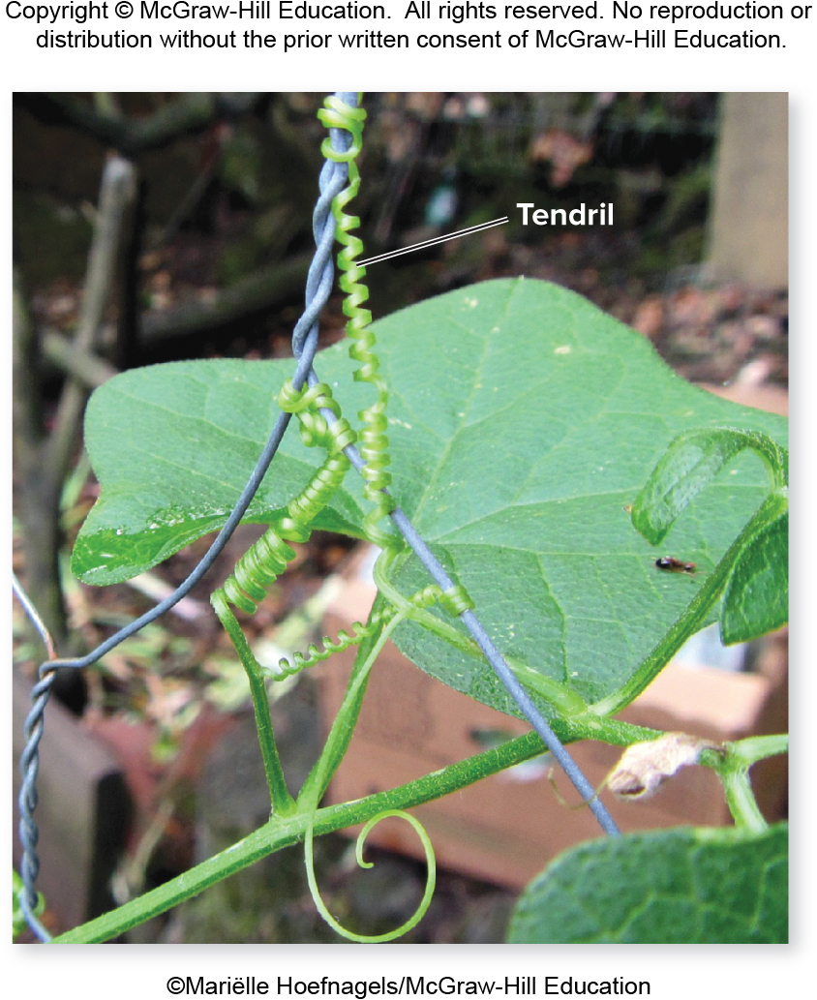 Copyright © McGraw-Hill Education.  All rights reserved. No reproduction or
distribution without the prior written consent of McGraw-Hill Education.
Tendril
©Mariëlle Hoefnagels/McGraw-Hill Education